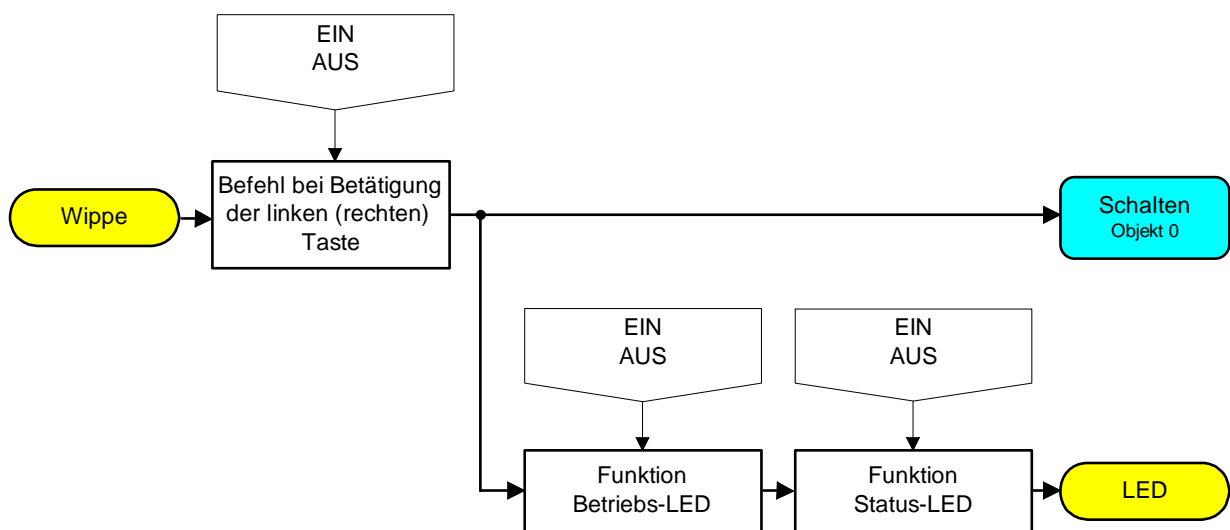 EIN
AUS
Wippe
Befehl bei Betätigung
der linken (rechten)
Taste
Schalten
Objekt 0
EIN
AUS
EIN
AUS
Funktion
Betriebs-LED
Funktion
Status-LED
LED